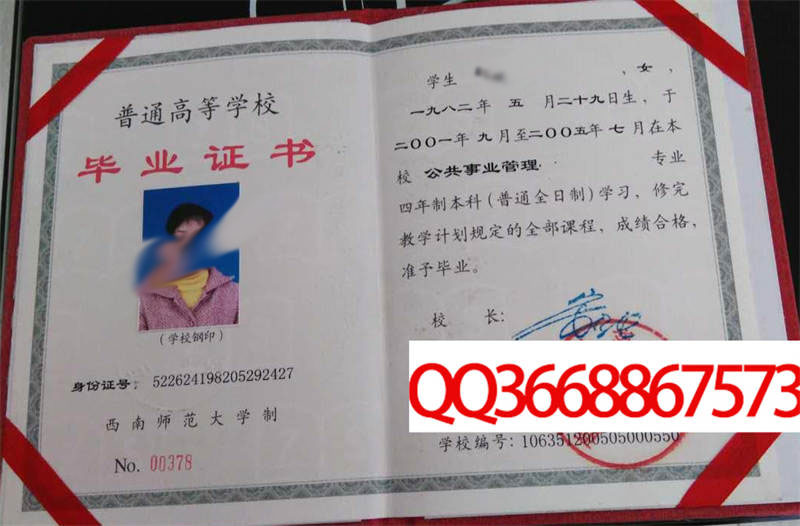 普通高等学校
毕业证书
(学校钢印)
身份证号：522624198205292427
西南师范大学制
No. 00378
学生 ，女，
一九八二年 五 月二十九日生，于
二〇〇一年 九 月至二〇〇五年 七 月在本
校 公共事业管理 专业
四年制本科(普通全日制)学习，修完
教学计划规定的全部课程，成绩合格，
准予毕业。
校 长：
QQ3668867573
学校编号：106351200505000550